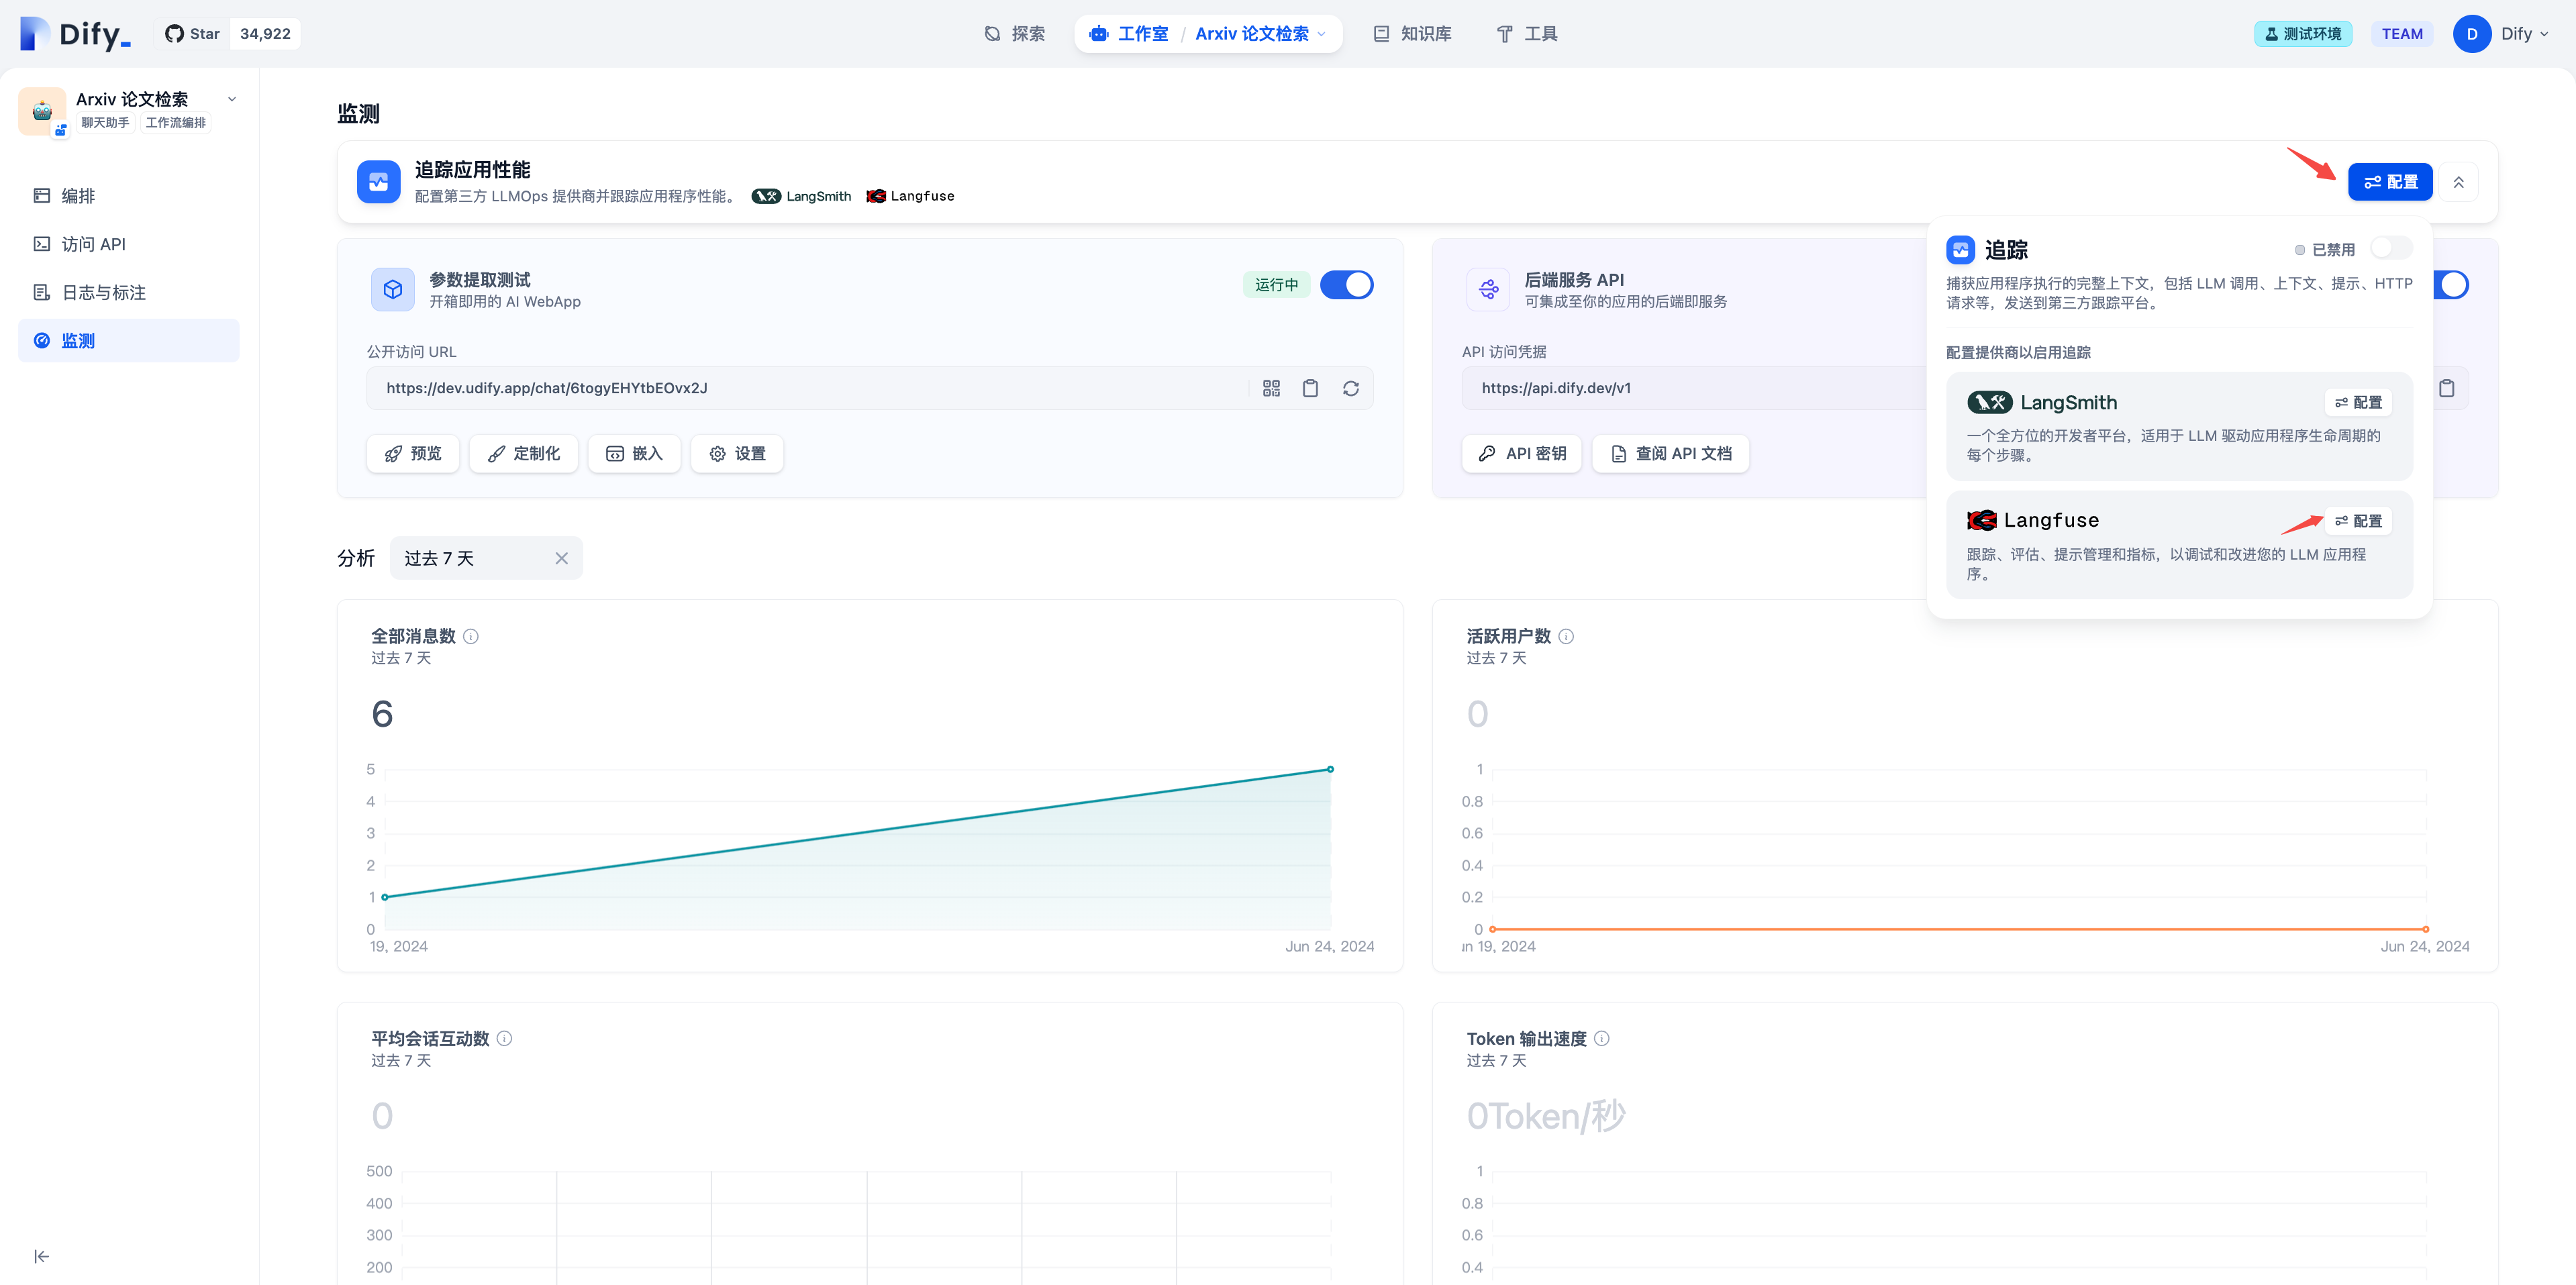 Dify_
Star 34,922
探索
工作室 / Arxiv 论文检索
知识库
工具
测试环境
TEAM
D Dify
Arxiv 论文检索
聊天助手 工作流编排
编排
访问 API
日志与标注
监测
监测
追踪应用性能
配置第三方 LLMOps 提供商并跟踪应用程序性能。 LangSmith Langfuse
配置
参数提取测试
开箱即用的 AI WebApp
运行中
公开访问 URL
https://dev.udify.app/chat/6togyEHYtbEOvx2J
预览 定制化 嵌入 设置
后端服务 API
可集成至你的应用的后端即服务
API 访问凭据
https://api.dify.dev/v1
API 密钥 查阅 API 文档
追踪
已禁用
捕获应用程序执行的完整上下文，包括 LLM 调用、上下文、提示、HTTP
请求等，发送到第三方跟踪平台。
配置提供商以启用追踪
LangSmith
配置
一个全方位的开发者平台，适用于 LLM 驱动应用程序生命周期的
每个步骤。
Langfuse
配置
跟踪、评估、提示管理和指标，以调试和改进您的 LLM 应用程
序。
分析 过去 7 天
全部消息数
过去 7 天
6
5
4
3
2
1
0
19, 2024 Jun 24, 2024
活跃用户数
过去 7 天
0
1
0.8
0.6
0.4
0.2
0
un 19, 2024 Jun 24, 2024
平均会话互动数
过去 7 天
0
500
400
300
200
Token 输出速度
过去 7 天
0Token/秒
1
0.8
0.6
0.4